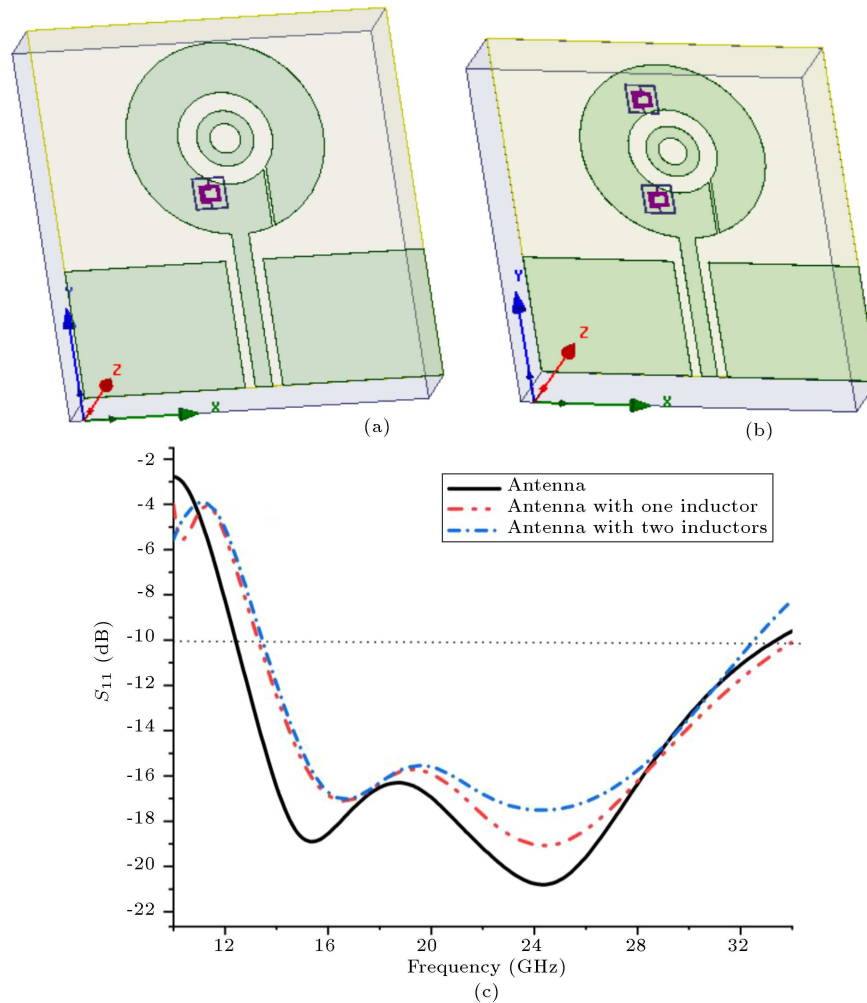 Y
Z
X
(a)
Y
Z
X
(b)
-2
-4
-6
-8
-10
-12
-14
-16
-18
-20
-22
S11 (dB)
Antenna
Antenna with one inductor
Antenna with two inductors
12 16 20 24 28 32
Frequency (GHz)
(c)